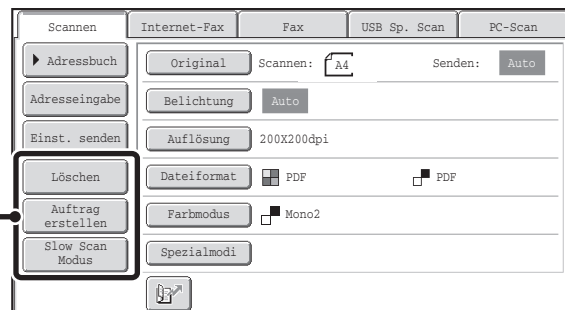 Scannen Internet-Fax Fax USB Sp. Scan PC-Scan
Adressbuch
Adresseingabe
Einst. senden
Löschen
Auftrag
erstellen
Slow Scan
Modus
Original Scannen: A4 Senden: Auto
Belichtung Auto
Auflösung 200X200dpi
Dateiformat PDF PDF
Farbmodus Mono2
Spezialmodi